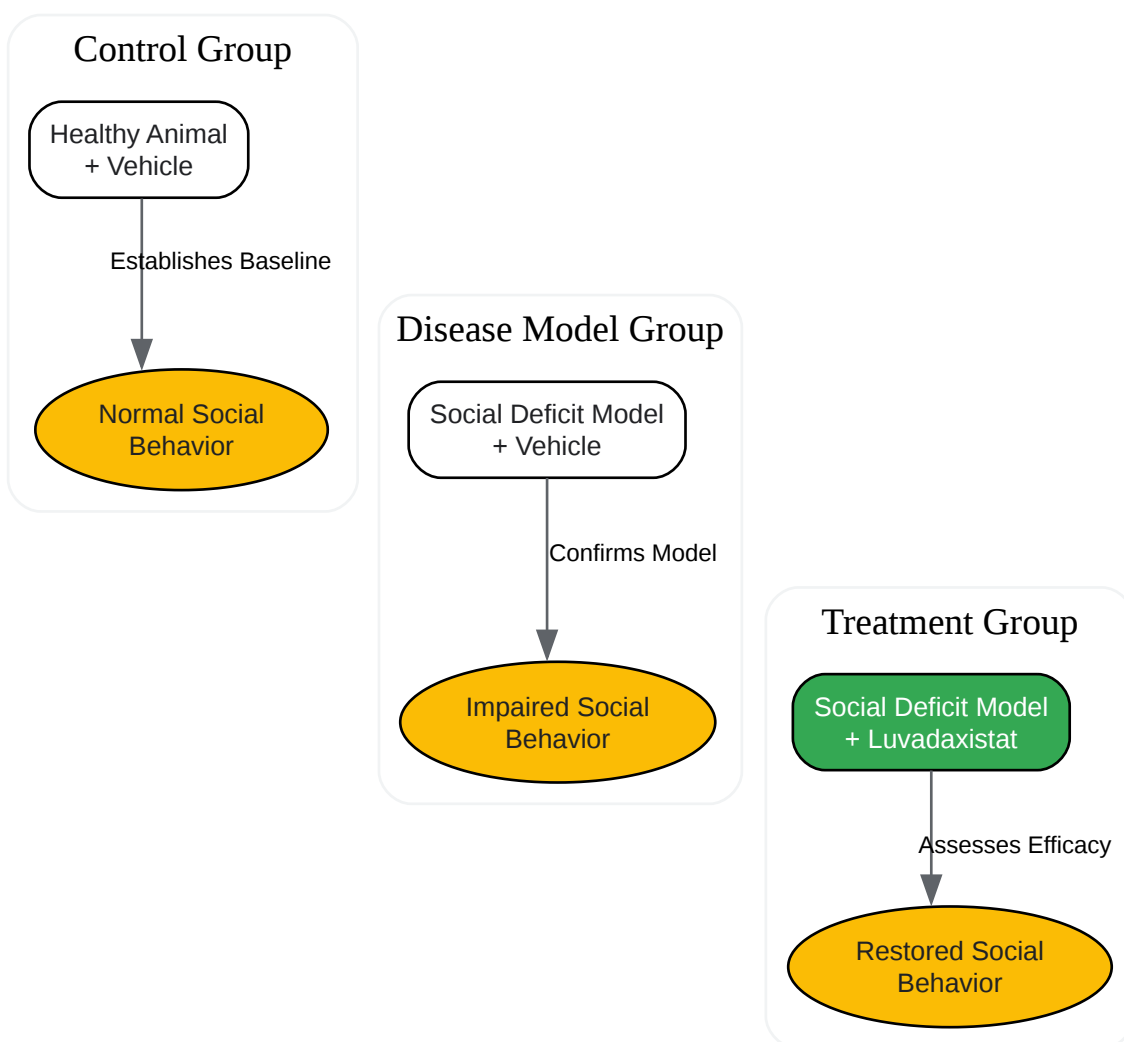 Control Group
Healthy Animal
+ Vehicle
Establishes Baseline
Normal Social
Behavior
Disease Model Group
Social Deficit Model
+ Vehicle
Confirms Model
Impaired Social
Behavior
Treatment Group
Social Deficit Model
+ Luvadaxistat
Assesses Efficacy
Restored Social
Behavior